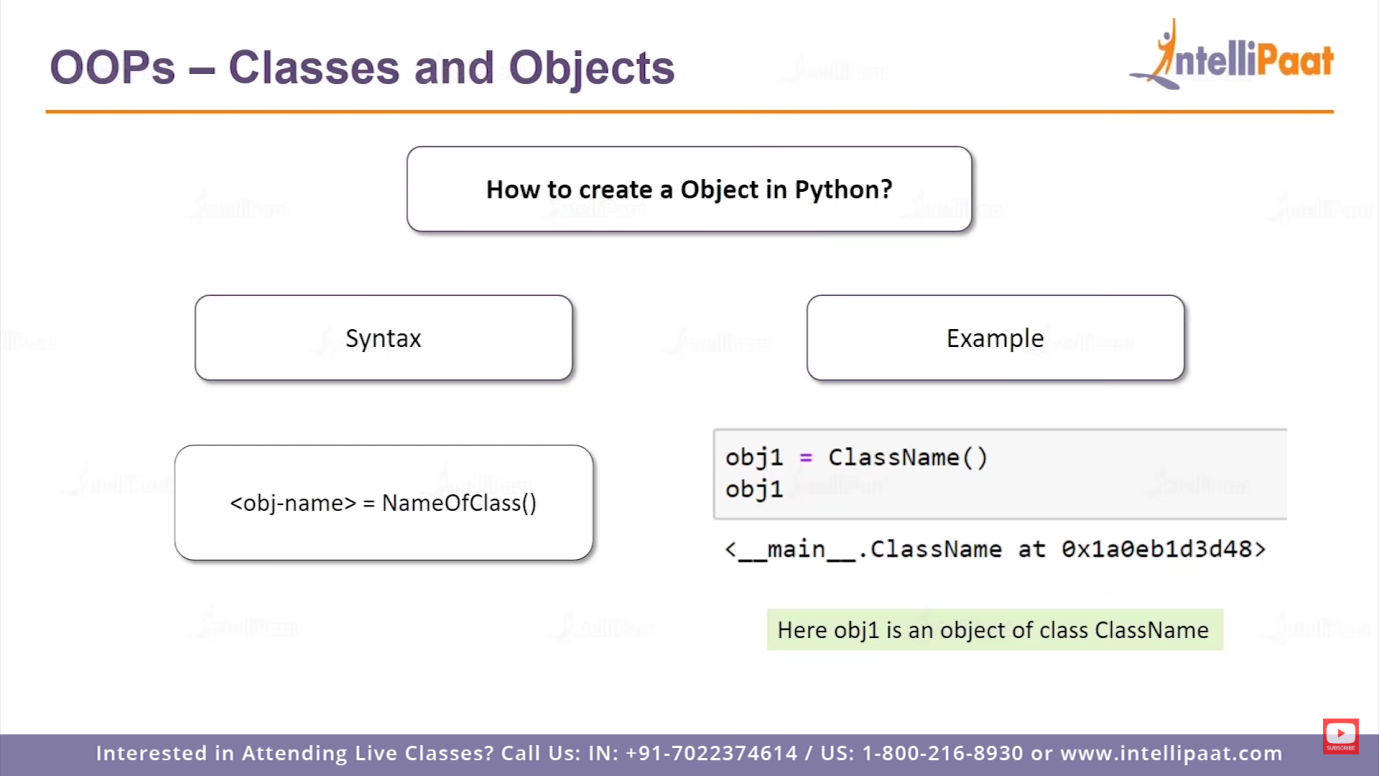 OOPs – Classes and Objects
IntelliPaat
How to create a Object in Python?
Syntax
Example
<obj-name> = NameOfClass()
obj1 = ClassName()
obj1
<__main__.ClassName at 0x1a0eb1d3d48>
Here obj1 is an object of class ClassName
SUBSCRIBE
Interested in Attending Live Classes? Call Us: IN: +91-7022374614 / US: 1-800-216-8930 or www.intellipaat.com